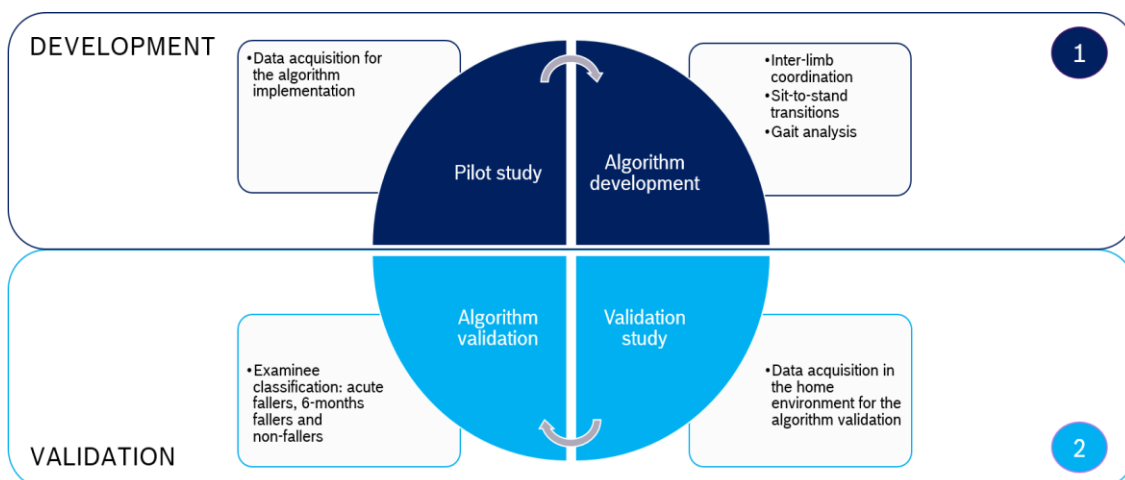 DEVELOPMENT
•Data acquisition for
the algorithm
implementation
Pilot study
Algorithm
development
•Inter-limb
coordination
•Sit-to-stand
transitions
•Gait analysis
1
Algorithm
validation
Validation
study
•Examinee
classification: acute
fallers, 6-months
fallers and
non-fallers
•Data acquisition in
the home
environment for the
algorithm validation
VALIDATION
2